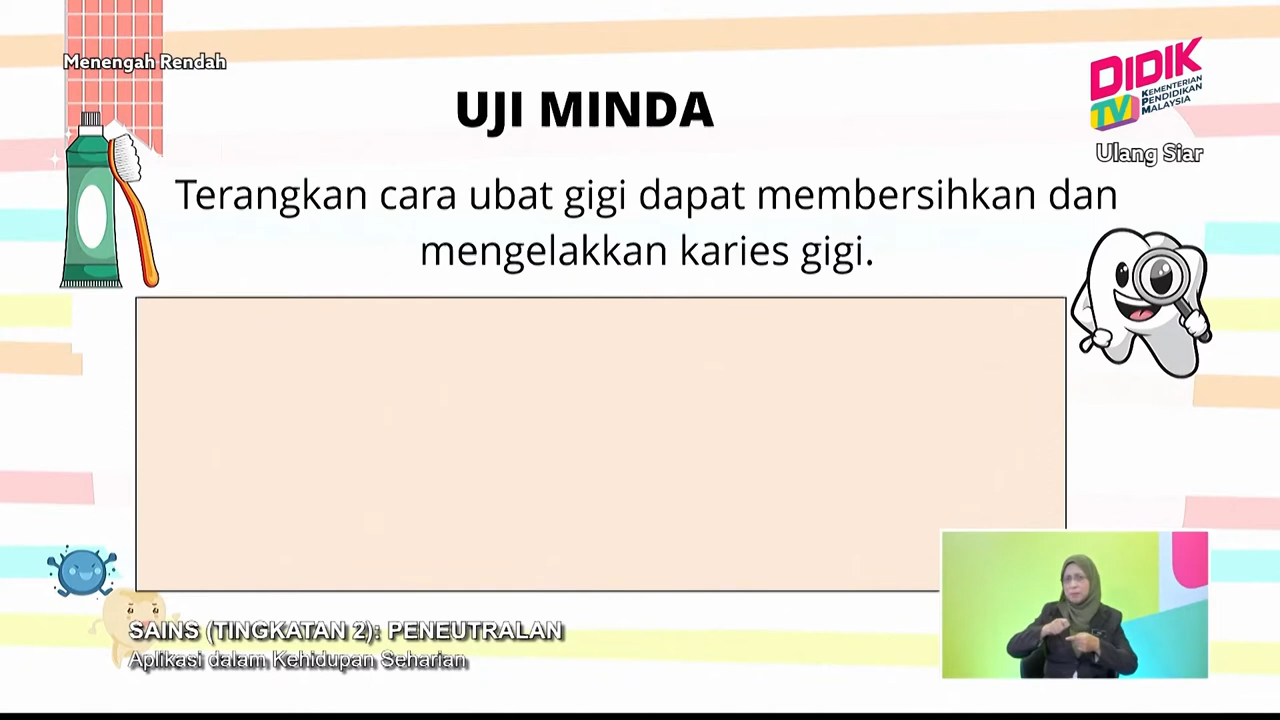 Menengah Rendah
DIDIK
TV
KEMENTERIAN
PENDIDIKAN
MALAYSIA
Ulang Siar
UJI MINDA
Terangkan cara ubat gigi dapat membersihkan dan
mengelakkan karies gigi.
SAINS (TINGKATAN 2): PENEUTRALAN
Aplikasi dalam Kehidupan Seharian